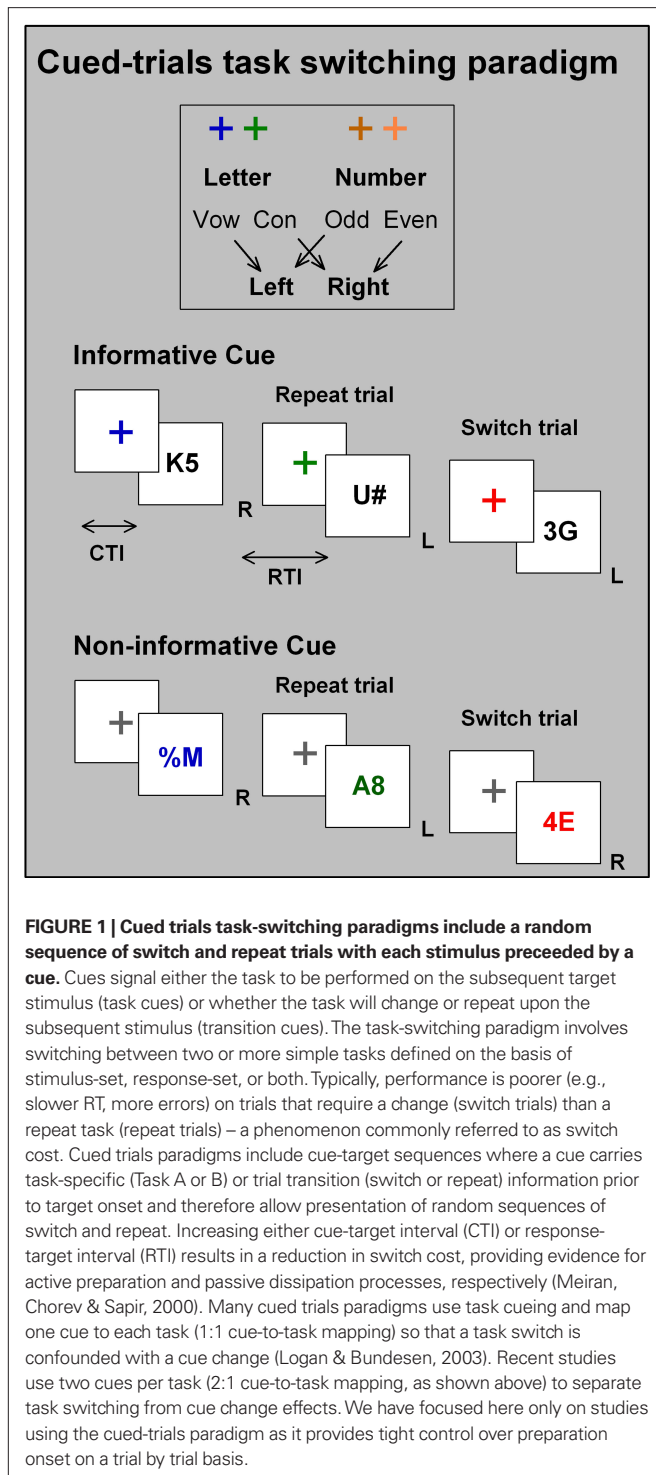 Cued-trials task switching paradigm
+ + + +
Letter Number
Vow Con Odd Even
Left Right
Informative Cue
Repeat trial
Switch trial
+
K5
R
+
U#
L
+
3G
L
CTI
RTI
Non-informative Cue
Repeat trial
Switch trial
+
%M
R
+
A8
L
+
4E
R
FIGURE 1 | Cued trials task-switching paradigms include a random
sequence of switch and repeat trials with each stimulus preceeded by a
cue. Cues signal either the task to be performed on the subsequent target
stimulus (task cues) or whether the task will change or repeat upon the
subsequent stimulus (transition cues). The task-switching paradigm involves
switching between two or more simple tasks defined on the basis of
stimulus-set, response-set, or both. Typically, performance is poorer (e.g.,
slower RT, more errors) on trials that require a change (switch trials) than a
repeat task (repeat trials) – a phenomenon commonly referred to as switch
cost. Cued trials paradigms include cue-target sequences where a cue carries
task-specific (Task A or B) or trial transition (switch or repeat) information prior
to target onset and therefore allow presentation of random sequences of
switch and repeat. Increasing either cue-target interval (CTI) or response-
target interval (RTI) results in a reduction in switch cost, providing evidence for
active preparation and passive dissipation processes, respectively (Meiran,
Chorev & Sapir, 2000). Many cued trials paradigms use task cueing and map
one cue to each task (1:1 cue-to-task mapping) so that a task switch is
confounded with a cue change (Logan & Bundesen, 2003). Recent studies
use two cues per task (2:1 cue-to-task mapping, as shown above) to separate
task switching from cue change effects. We have focused here only on studies
using the cued-trials paradigm as it provides tight control over preparation
onset on a trial by trial basis.